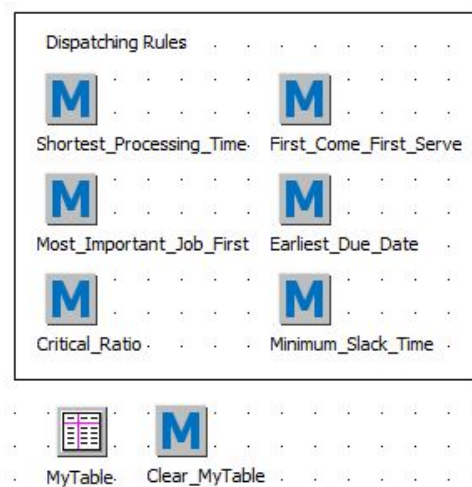 Dispatching Rules
M M
Shortest_Processing_Time First_Come_First_Serve
M M
Most_Important_Job_First Earliest_Due_Date
M M
Critical_Ratio Minimum_Slack_Time
M
MyTable Clear_MyTable